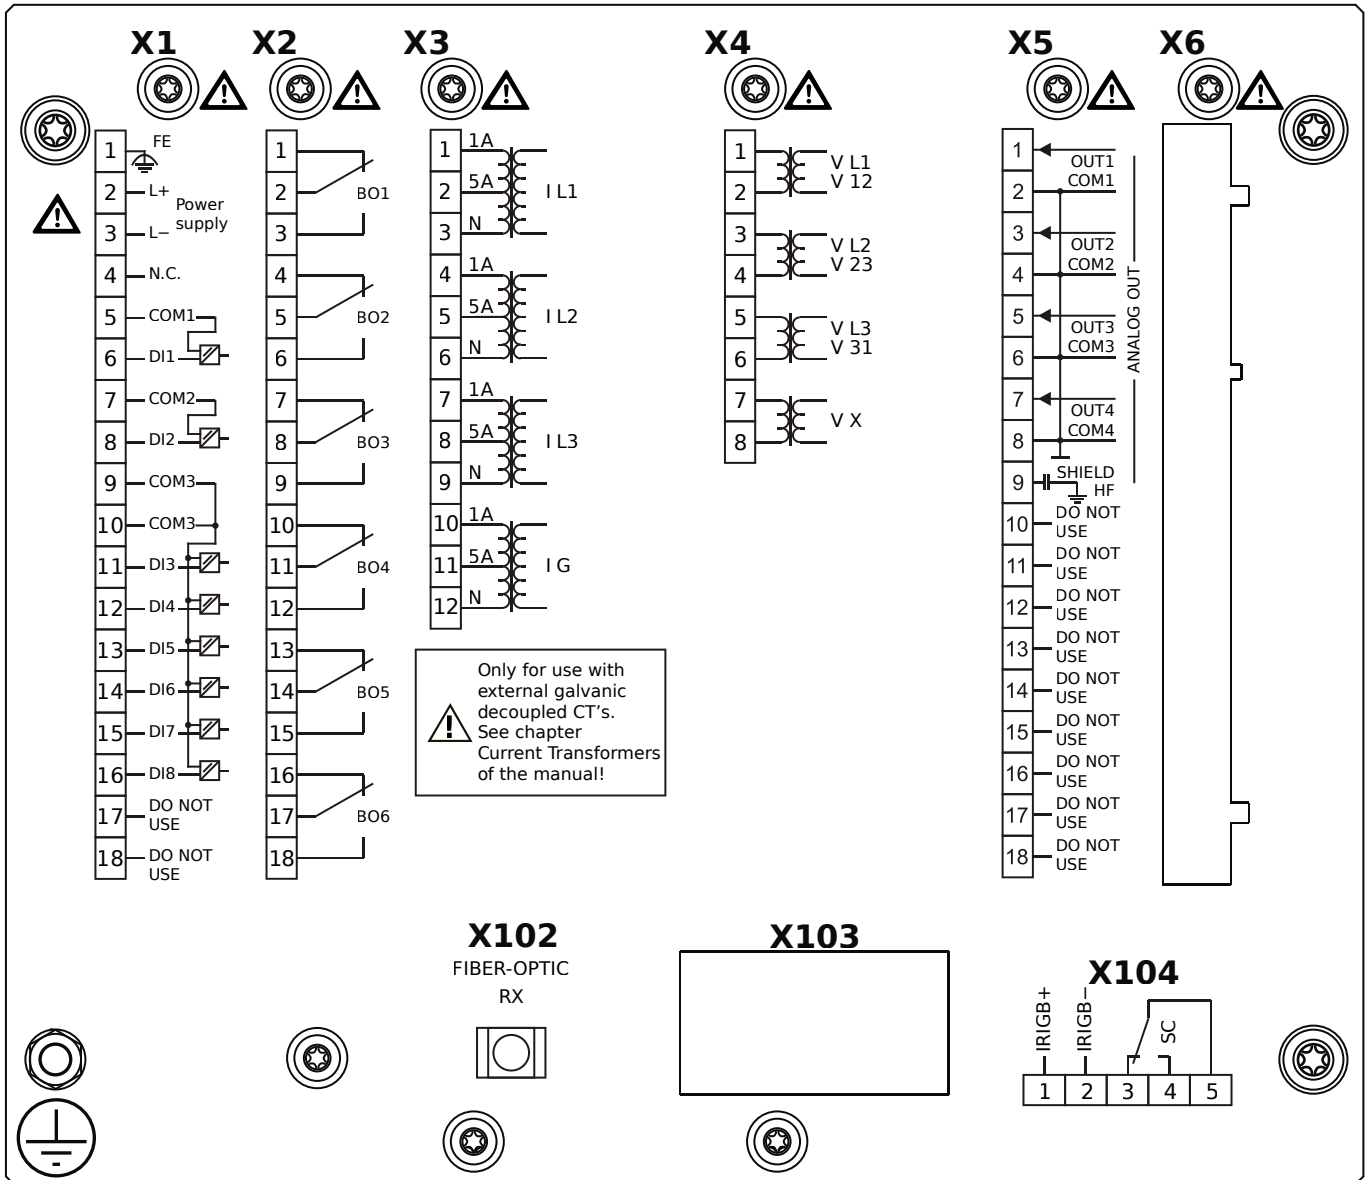 X1
X2
X3
X4
X5
X6
1 FE
2 L+
Power
supply
3 L−
4 N.C.
5 COM1
6 DI1
7 COM2
8 DI2
9 COM3
10 COM3
11 DI3
12 DI4
13 DI5
14 DI6
15 DI7
16 DI8
17 DO NOT
USE
18 DO NOT
USE
1
2 BO1
3
4
5 BO2
6
7
8 BO3
9
10
11 BO4
12
13
14 BO5
15
16
17 BO6
18
1 1A
2 5A I L1
3 N
4 1A
5 5A I L2
6 N
7 1A
8 5A I L3
9 N
10 1A
11 5A I G
12 N
Only for use with
external galvanic
decoupled CT's.
See chapter
Current Transformers
of the manual!
1 V L1
2 V 12
3 V L2
4 V 23
5 V L3
6 V 31
7 V X
8
1 OUT1
2 COM1
3 OUT2
4 COM2
5 OUT3
6 COM3
7 OUT4
8 COM4
ANALOG OUT
9 SHIELD
HF
10 DO NOT
USE
11 DO NOT
USE
12 DO NOT
USE
13 DO NOT
USE
14 DO NOT
USE
15 DO NOT
USE
16 DO NOT
USE
17 DO NOT
USE
18 DO NOT
USE
X102
FIBER-OPTIC
RX
X103
X104
IRIGB+
IRIGB−
SC
1 2 3 4 5